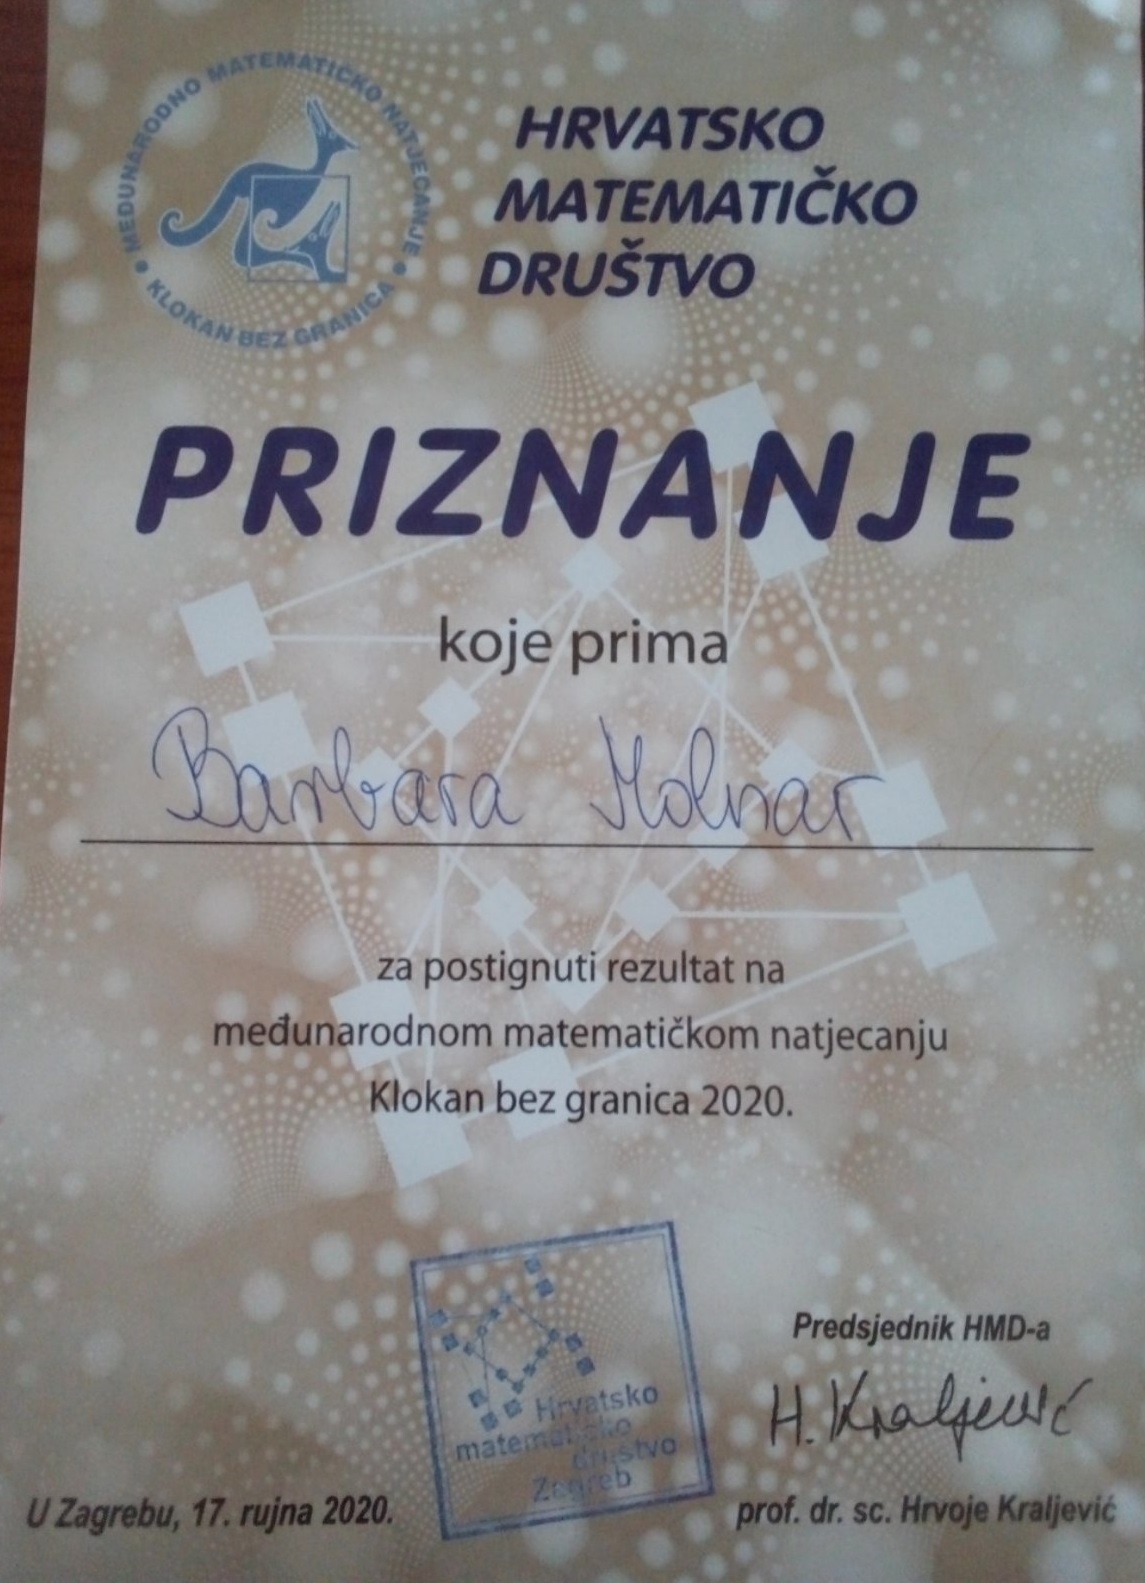 MEĐUNARODNO MATEMATIČKO NATJECANJE
• KLOKAN BEZ GRANICA •
HRVATSKO
MATEMATIČKO
DRUŠTVO
PRIZNANJE
koje prima
Barbara Molnar
za postignuti rezultat na
međunarodnom matematičkom natjecanju
Klokan bez granica 2020.
Hrvatsko
matematičko
društvo
Zagreb
Predsjednik HMD-a
H. Kraljević
U Zagrebu, 17. rujna 2020.
prof. dr. sc. Hrvoje Kraljević